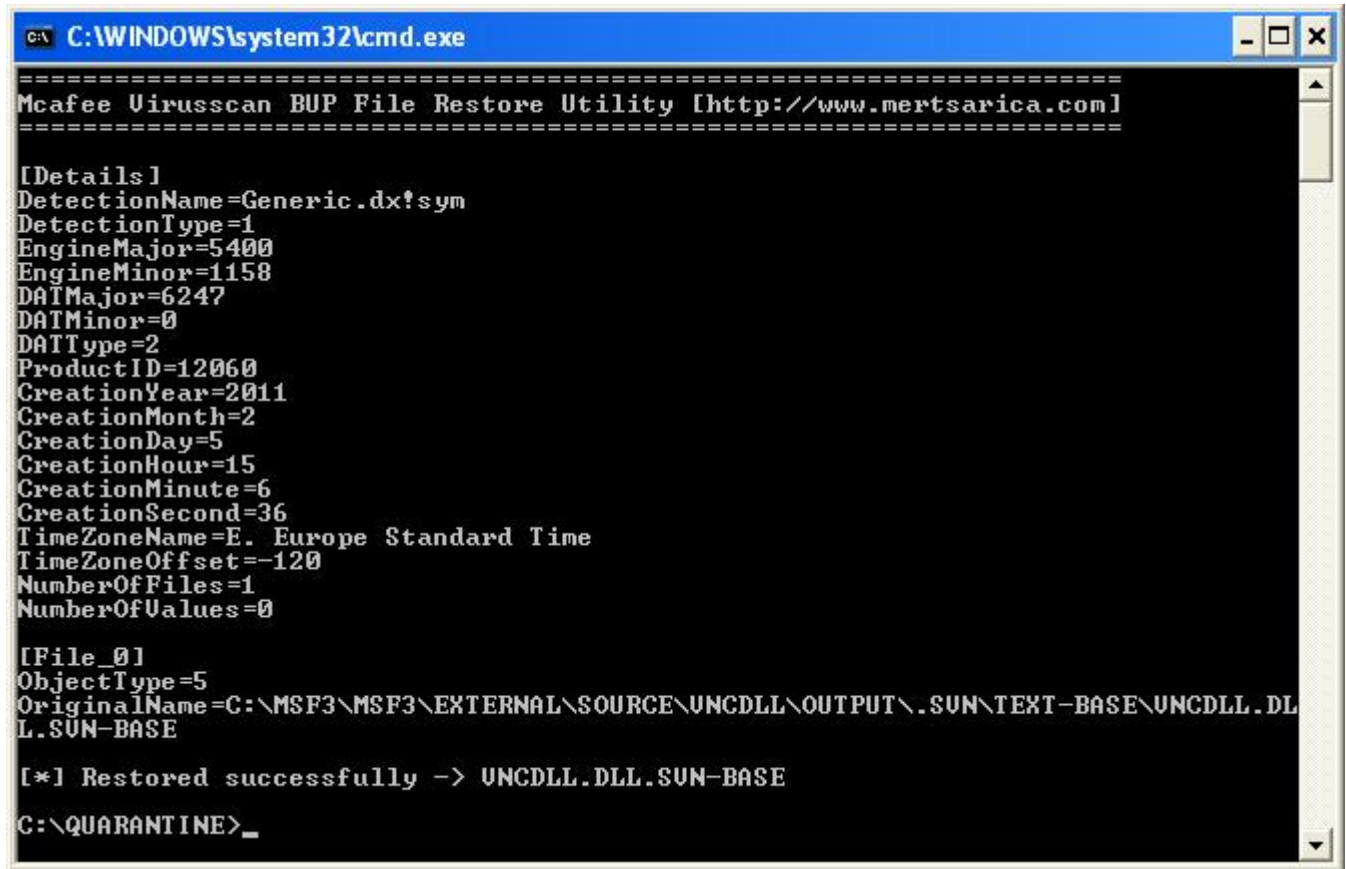 C:\WINDOWS\system32\cmd.exe
======================================================================
Mcafee Virusscan BUP File Restore Utility [http://www.mertsarica.com]
======================================================================
[Details]
DetectionName=Generic.dx!sym
DetectionType=1
EngineMajor=5400
EngineMinor=1158
DATMajor=6247
DATMinor=0
DATType=2
ProductID=12060
CreationYear=2011
CreationMonth=2
CreationDay=5
CreationHour=15
CreationMinute=6
CreationSecond=36
TimeZoneName=E. Europe Standard Time
TimeZoneOffset=-120
NumberOfFiles=1
NumberOfValues=0
[File_0]
ObjectType=5
OriginalName=C:\MSF3\MSF3\EXTERNAL\SOURCE\VNCDLL\OUTPUT\.SVN\TEXT-BASE\VNCDLL.DL
L.SVN-BASE
[*] Restored successfully -> VNCDLL.DLL.SVN-BASE
C:\QUARANTINE>_